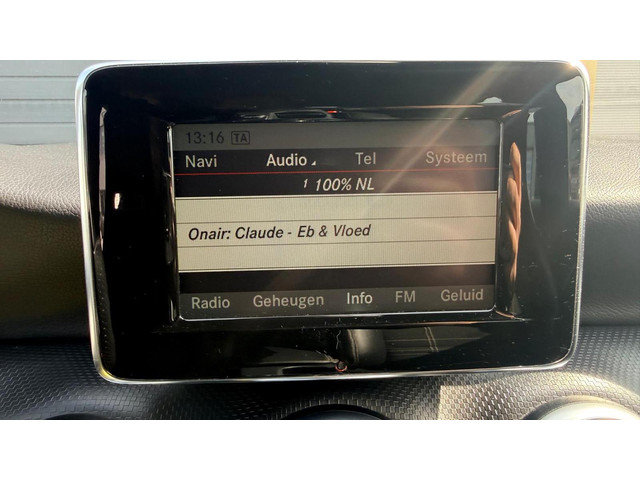 13:16 TA
Navi Audio Tel Systeem
1 100% NL
Onair: Claude - Eb & Vloed
Radio Geheugen Info FM Geluid